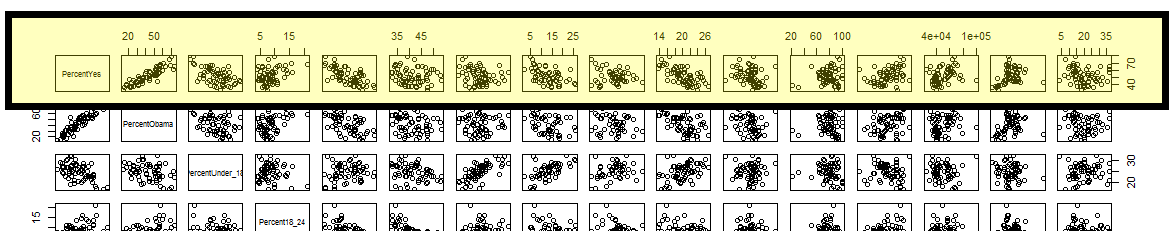 20 50 5 15 35 45 5 15 25 14 20 26 20 60 100 4e+04 1e+05 5 20 35
PercentYes 40 70
20 60 PercentObama
ercentUnder_18 20 30
15 Percent18_24